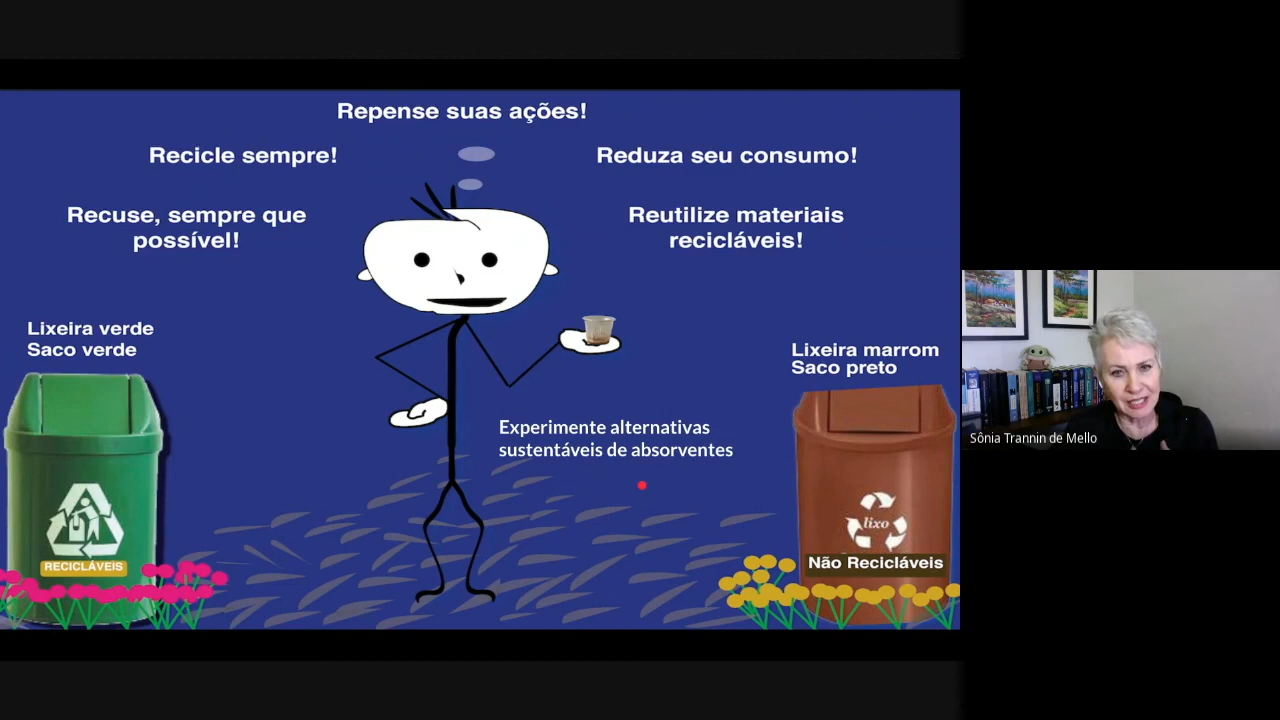 Repense suas ações!
Recicle sempre!
Reduza seu consumo!
Recuse, sempre que
possível!
Reutilize materiais
recicláveis!
Lixeira verde
Saco verde
Lixeira marrom
Saco preto
Experimente alternativas
sustentáveis de absorventes
RECICLÁVEIS
lixo
Não Recicláveis
Sônia Trannin de Mello